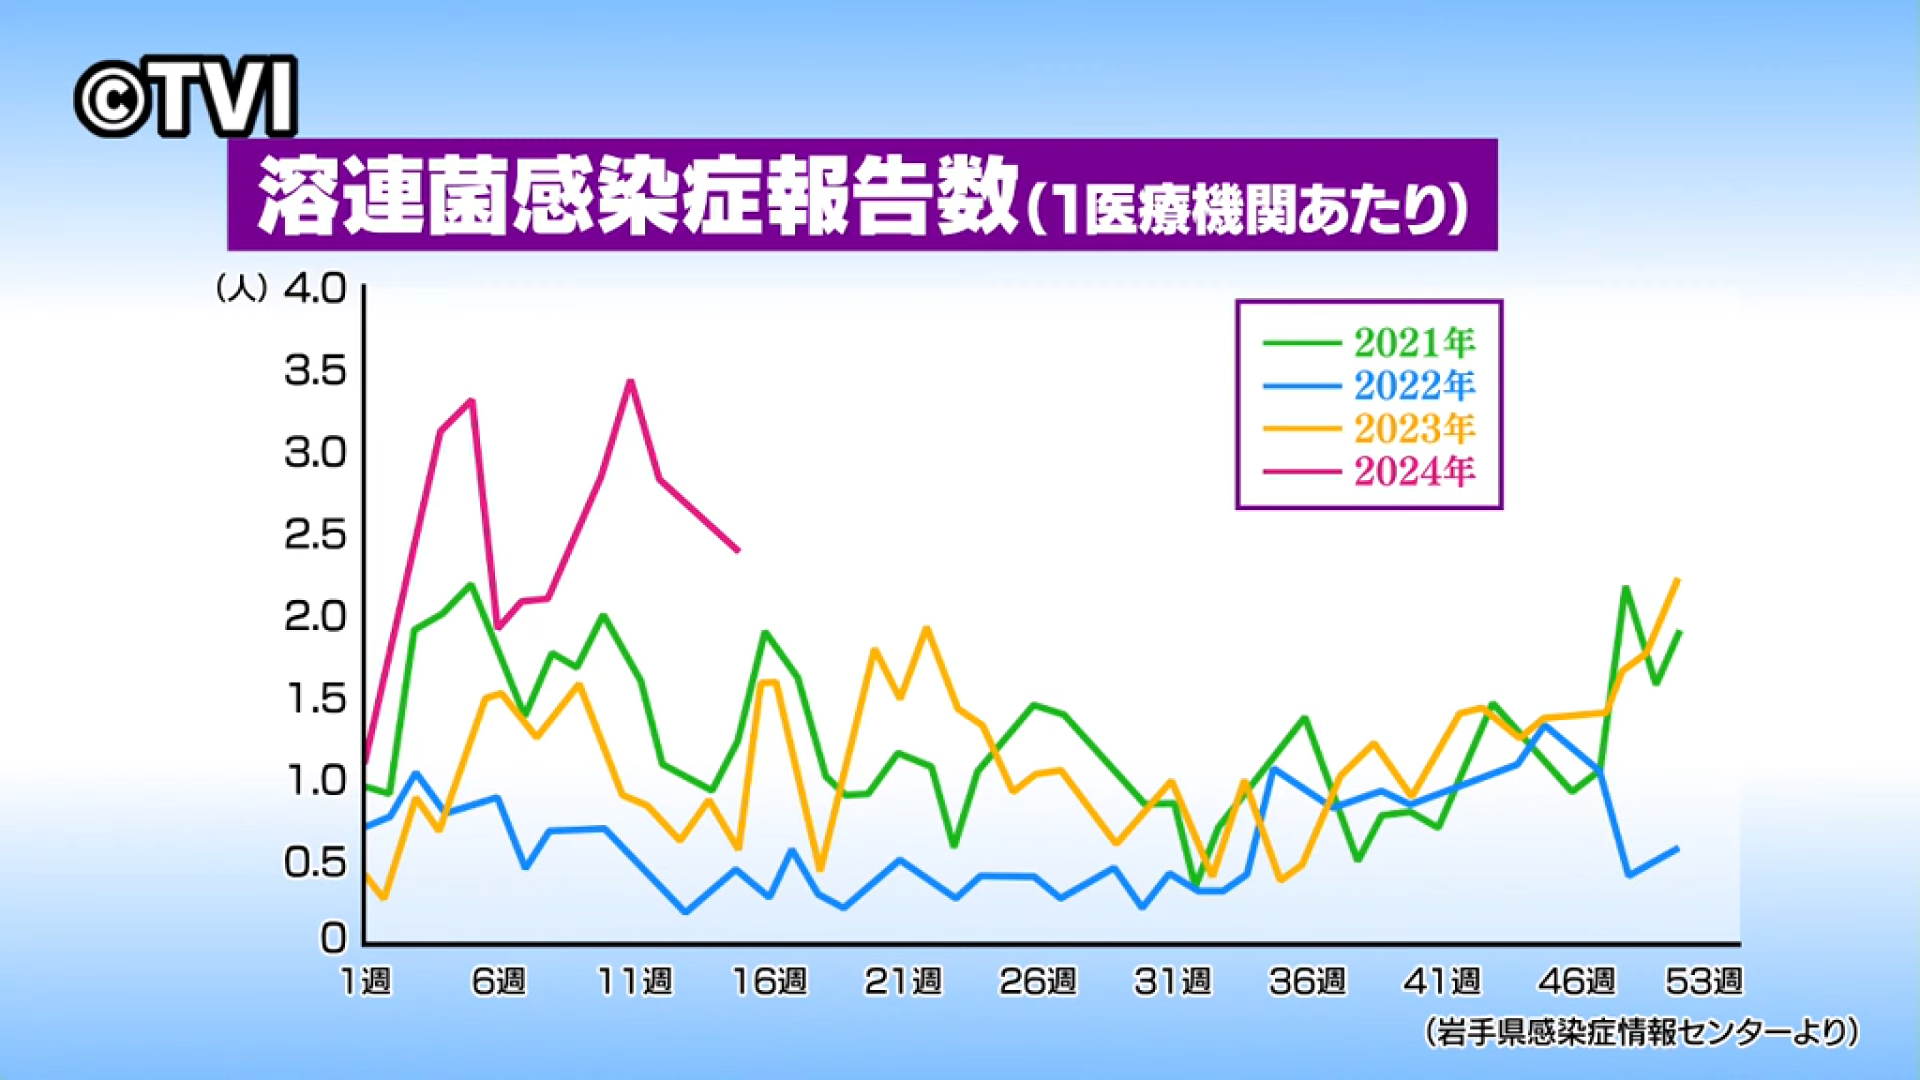 ©TVI
溶連菌感染症報告数(1医療機関あたり)
(人) 4.0
3.5
3.0
2.5
2.0
1.5
1.0
0.5
0
2021年
2022年
2023年
2024年
1週 6週 11週 16週 21週 26週 31週 36週 41週 46週 53週
(岩手県感染症情報センターより)